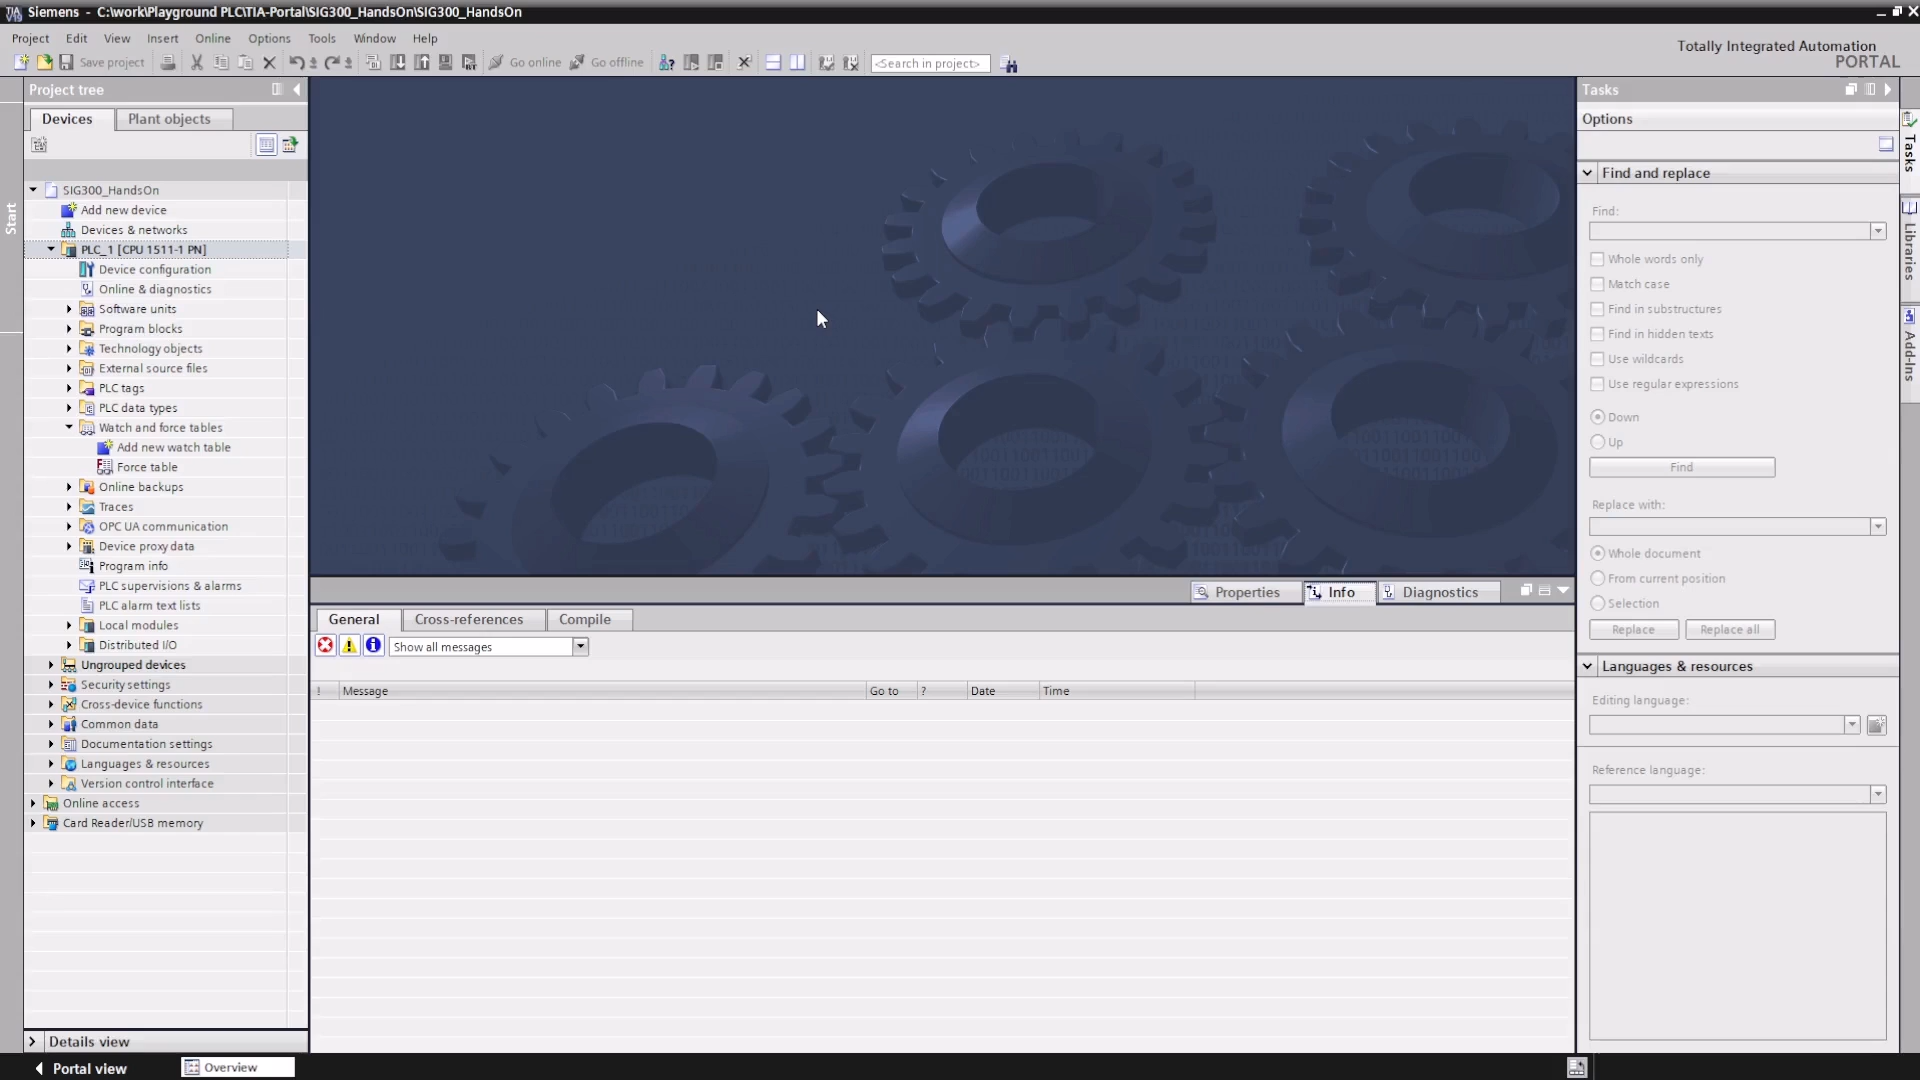 Siemens - C:\work\Playground PLC\TIA-Portal\SIG300_HandsOn\SIG300_HandsOn
Project Edit View Insert Online Options Tools Window Help
Totally Integrated Automation
PORTAL
Save project Go online Go offline <Search in project>
Project tree
Devices Plant objects
Start
SIG300_HandsOn
Add new device
Devices & networks
PLC_1 [CPU 1511-1 PN]
Device configuration
Online & diagnostics
Software units
Program blocks
Technology objects
External source files
PLC tags
PLC data types
Watch and force tables
Add new watch table
Force table
Online backups
Traces
OPC UA communication
Device proxy data
Program info
PLC supervisions & alarms
PLC alarm text lists
Local modules
Distributed I/O
Ungrouped devices
Security settings
Cross-device functions
Common data
Documentation settings
Languages & resources
Version control interface
Online access
Card Reader/USB memory
Details view
Portal view Overview
Properties Info Diagnostics
General Cross-references Compile
Show all messages
! Message Go to ? Date Time
Tasks
Options
Find and replace
Find:
Whole words only
Match case
Find in substructures
Find in hidden texts
Use wildcards
Use regular expressions
Down
Up
Find
Replace with:
Whole document
From current position
Selection
Replace Replace all
Languages & resources
Editing language:
Reference language:
Tasks
Libraries
Add-Ins